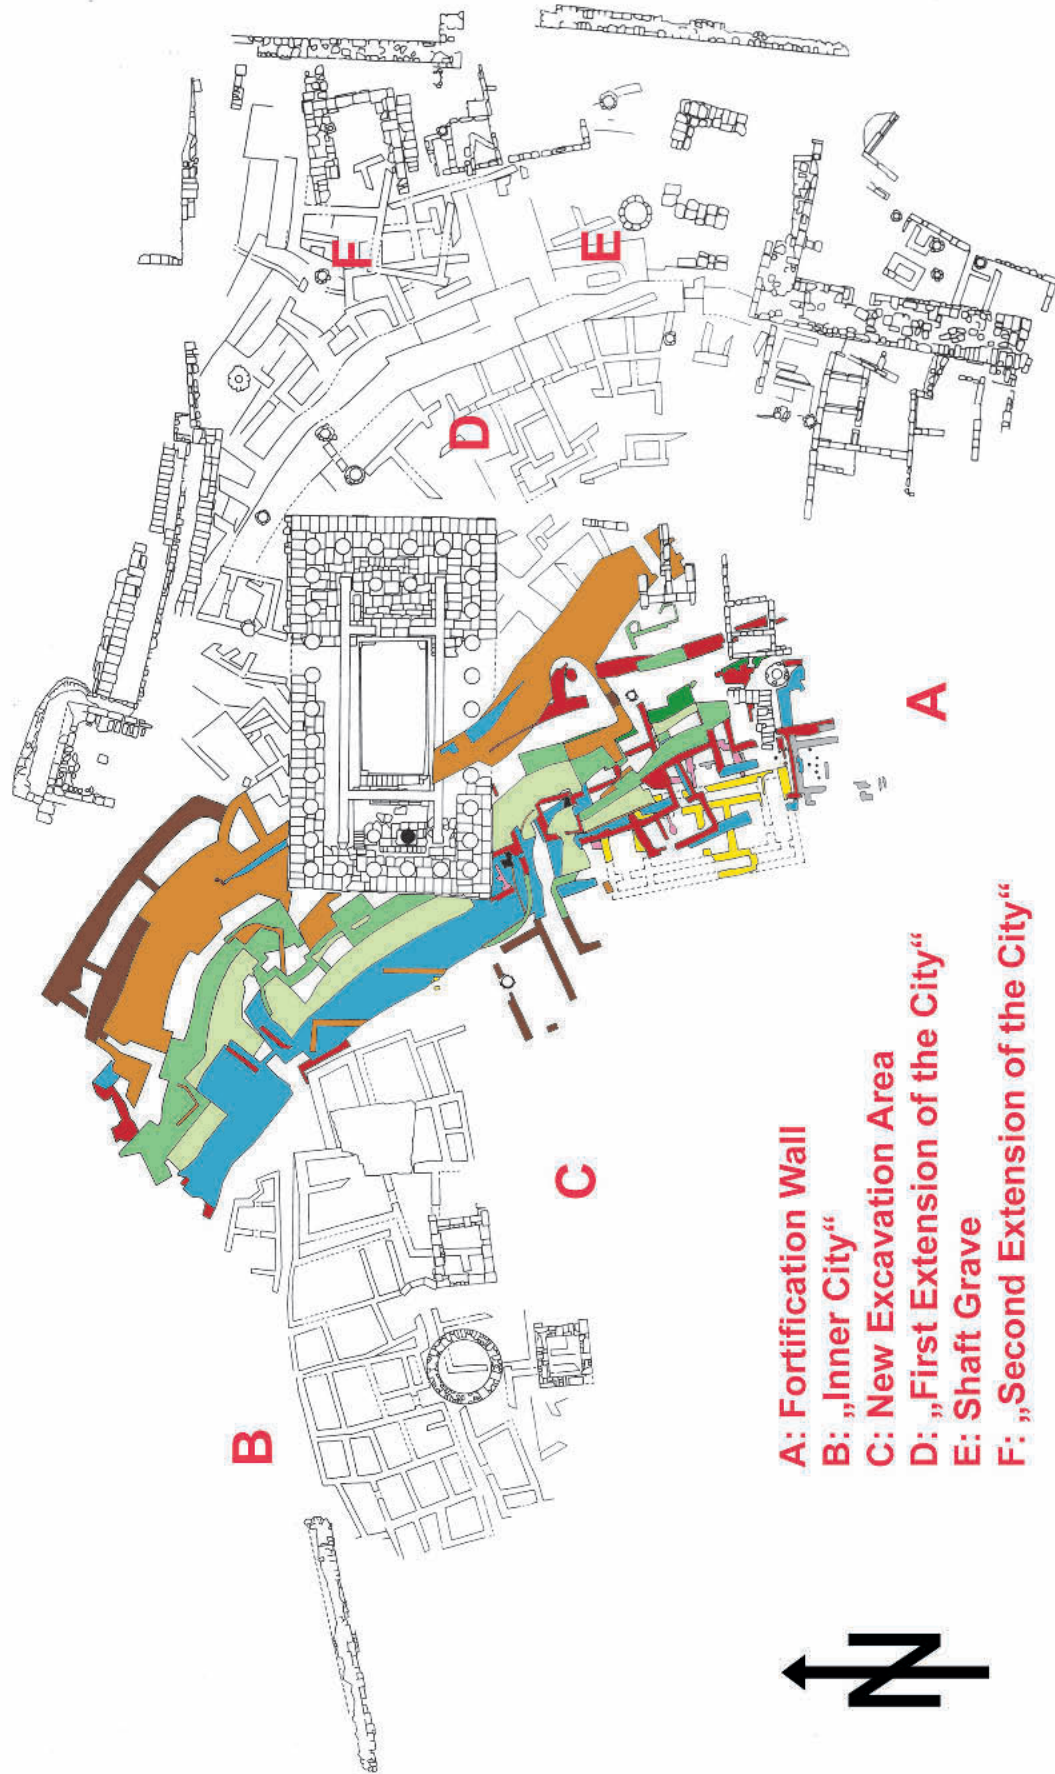 B
F
D
C
E
A
N
A: Fortification Wall
B: „Inner City“
C: New Excavation Area
D: „First Extension of the City“
E: Shaft Grave
F: „Second Extension of the City“